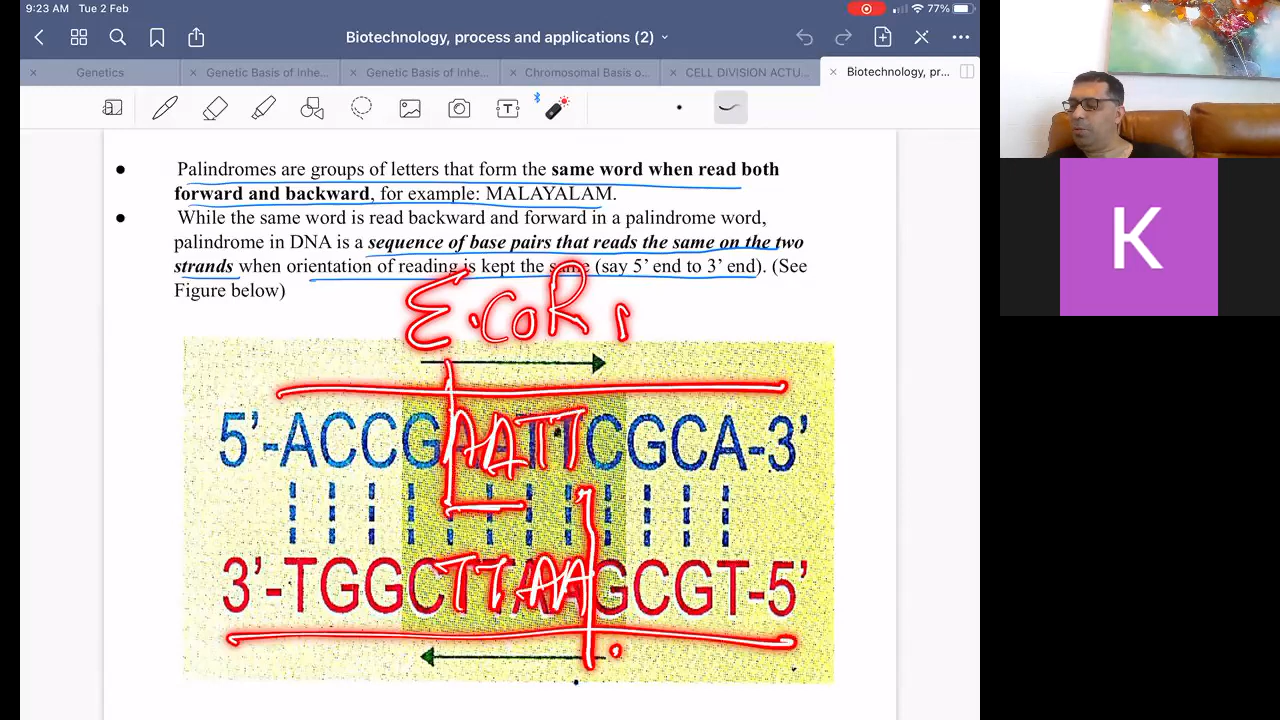 9:23 AM Tue 2 Feb 77%
Biotechnology, process and applications (2)
Genetics Genetic Basis of Inhe... Genetic Basis of Inhe... Chromosomal Basis o... CELL DIVISION ACTU... Biotechnology, pr...
• Palindromes are groups of letters that form the same word when read both
forward and backward, for example: MALAYALAM.
• While the same word is read backward and forward in a palindrome word,
palindrome in DNA is a sequence of base pairs that reads the same on the two
strands when orientation of reading is kept the same (say 5' end to 3' end). (See
Figure below)
E.CoR1
5'-ACCGAATTCGCA-3'
3'-TGGCTTAAGCGT-5'
K